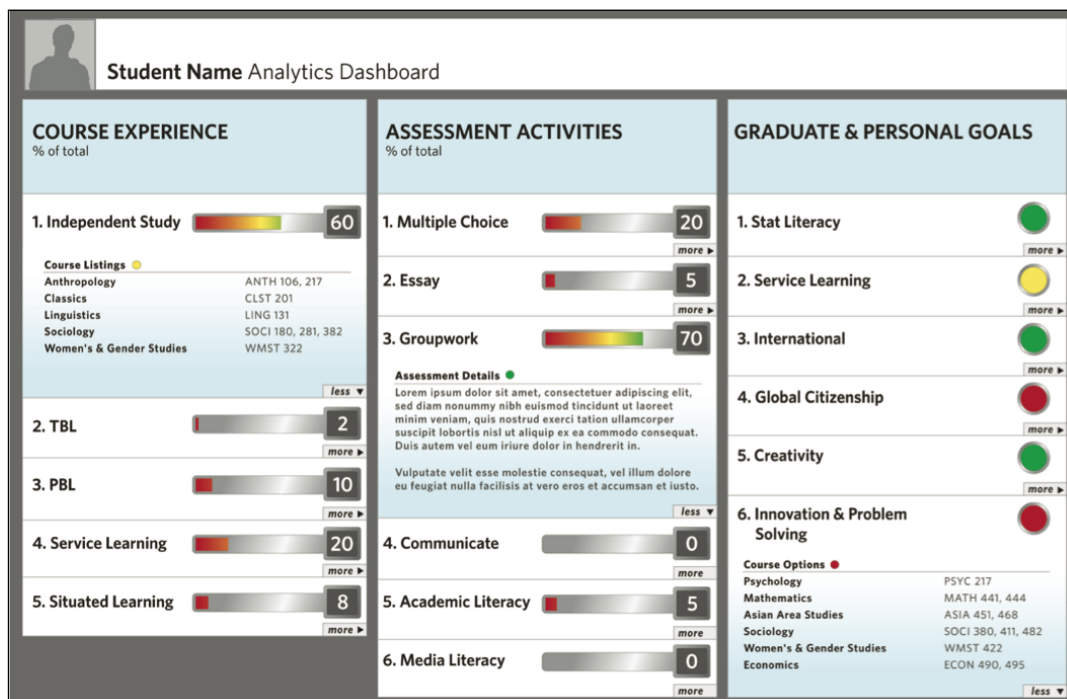 Student Name Analytics Dashboard
COURSE EXPERIENCE
% of total
1. Independent Study 60
Course Listings
Anthropology ANTH 106, 217
Classics CLST 201
Linguistics LING 131
Sociology SOCI 180, 281, 382
Women's & Gender Studies WMST 322
less ▼
2. TBL 2
more ▶
3. PBL 10
more ▶
4. Service Learning 20
more ▶
5. Situated Learning 8
more ▶
ASSESSMENT ACTIVITIES
% of total
1. Multiple Choice 20
more ▶
2. Essay 5
more ▶
3. Groupwork 70
Assessment Details
Lorem ipsum dolor sit amet, consectetuer adipiscing elit,
sed diam nonummy nibh euismod tincidunt ut laoreet
minim veniam, quis nostrud exerci tation ullamcorper
suscipit lobortis nisl ut aliquip ex ea commodo consequat.
Duis autem vel eum iriure dolor in hendrerit in.
Vulputate velit esse molestie consequat, vel illum dolore
eu feugiat nulla facilisis at vero eros et accumsan et iusto.
less ▼
4. Communicate 0
more
5. Academic Literacy 5
more
6. Media Literacy 0
more
GRADUATE & PERSONAL GOALS
1. Stat Literacy
more ▶
2. Service Learning
more ▶
3. International
more ▶
4. Global Citizenship
more ▶
5. Creativity
more ▶
6. Innovation & Problem
Solving
Course Options
Psychology PSYC 217
Mathematics MATH 441, 444
Asian Area Studies ASIA 451, 468
Sociology SOCI 380, 411, 482
Women's & Gender Studies WMST 422
Economics ECON 490, 495
less ▼